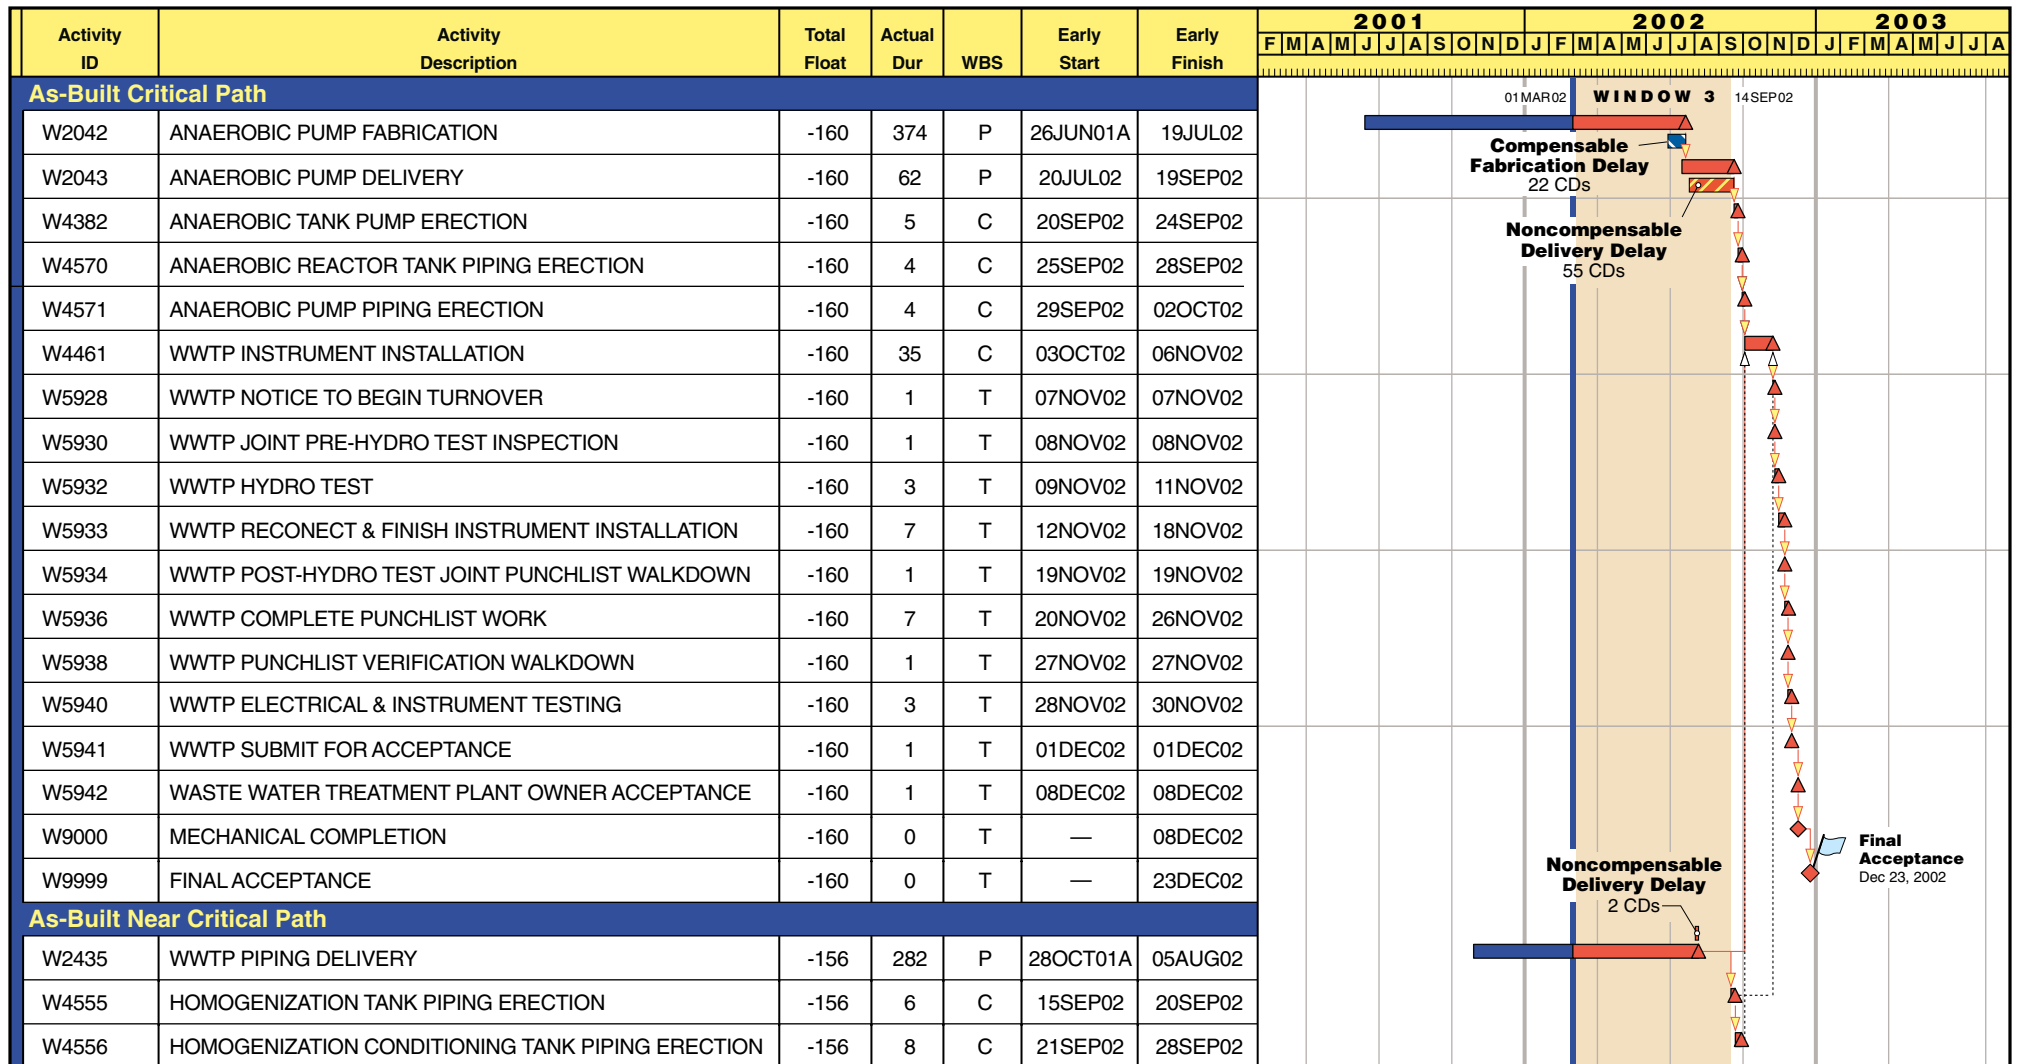 Activity ID Activity Description Total Float Actual Dur WBS Early Start Early Finish
2001 2002 2003
F M A M J J A S O N D J F M A M J J A S O N D J F M A M J J A
As-Built Critical Path
01MAR02 WINDOW 3 14SEP02
W2042 ANAEROBIC PUMP FABRICATION -160 374 P 26JUN01A 19JUL02
Compensable
Fabrication Delay
22 CDs
W2043 ANAEROBIC PUMP DELIVERY -160 62 P 20JUL02 19SEP02
W4382 ANAEROBIC TANK PUMP ERECTION -160 5 C 20SEP02 24SEP02
Noncompensable
Delivery Delay
55 CDs
W4570 ANAEROBIC REACTOR TANK PIPING ERECTION -160 4 C 25SEP02 28SEP02
W4571 ANAEROBIC PUMP PIPING ERECTION -160 4 C 29SEP02 02OCT02
W4461 WWTP INSTRUMENT INSTALLATION -160 35 C 03OCT02 06NOV02
W5928 WWTP NOTICE TO BEGIN TURNOVER -160 1 T 07NOV02 07NOV02
W5930 WWTP JOINT PRE-HYDRO TEST INSPECTION -160 1 T 08NOV02 08NOV02
W5932 WWTP HYDRO TEST -160 3 T 09NOV02 11NOV02
W5933 WWTP RECONECT & FINISH INSTRUMENT INSTALLATION -160 7 T 12NOV02 18NOV02
W5934 WWTP POST-HYDRO TEST JOINT PUNCHLIST WALKDOWN -160 1 T 19NOV02 19NOV02
W5936 WWTP COMPLETE PUNCHLIST WORK -160 7 T 20NOV02 26NOV02
W5938 WWTP PUNCHLIST VERIFICATION WALKDOWN -160 1 T 27NOV02 27NOV02
W5940 WWTP ELECTRICAL & INSTRUMENT TESTING -160 3 T 28NOV02 30NOV02
W5941 WWTP SUBMIT FOR ACCEPTANCE -160 1 T 01DEC02 01DEC02
W5942 WASTE WATER TREATMENT PLANT OWNER ACCEPTANCE -160 1 T 08DEC02 08DEC02
W9000 MECHANICAL COMPLETION -160 0 T — 08DEC02
Final
Acceptance
Dec 23, 2002
W9999 FINAL ACCEPTANCE -160 0 T — 23DEC02
Noncompensable
Delivery Delay
2 CDs
As-Built Near Critical Path
W2435 WWTP PIPING DELIVERY -156 282 P 28OCT01A 05AUG02
W4555 HOMOGENIZATION TANK PIPING ERECTION -156 6 C 15SEP02 20SEP02
W4556 HOMOGENIZATION CONDITIONING TANK PIPING ERECTION -156 8 C 21SEP02 28SEP02